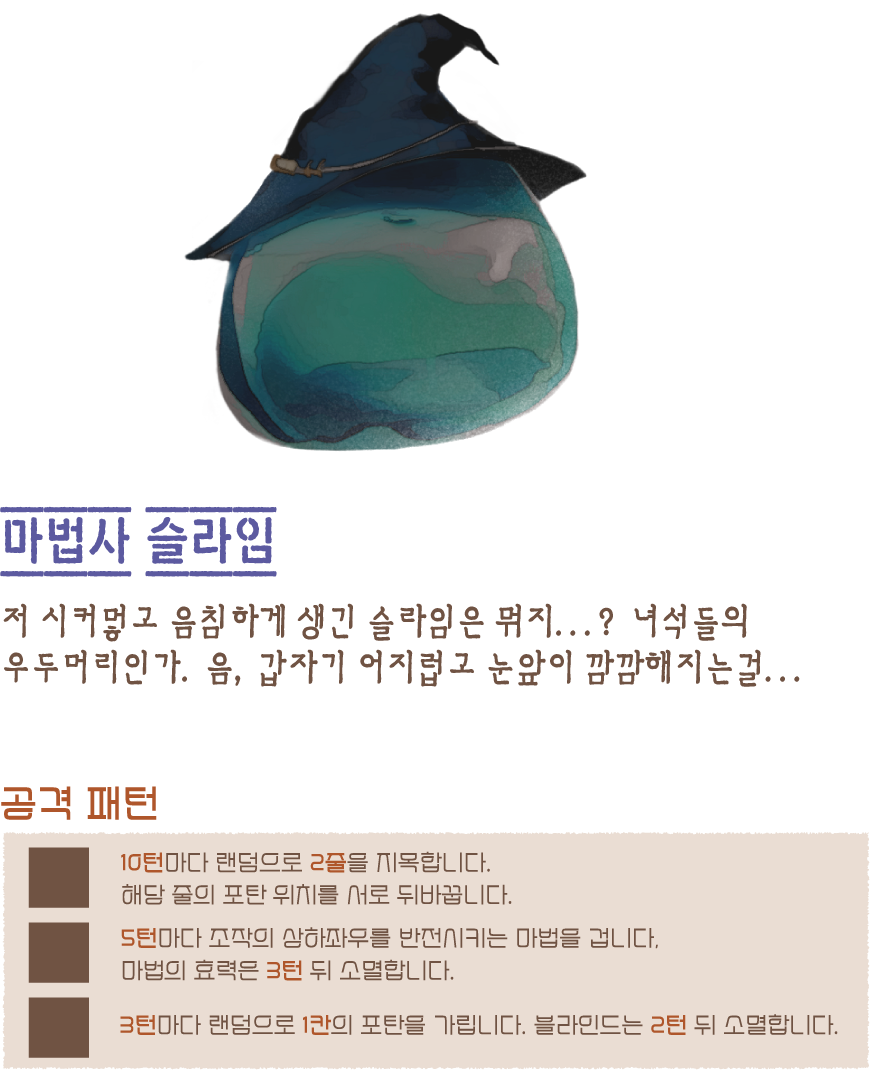 마법사 슬라임
저 시커멓고 음침하게 생긴 슬라임은 뭐지...? 녀석들의
우두머리인가. 음, 갑자기 어지럽고 눈앞이 깜깜해지는걸...
공격 패턴
10턴마다 랜덤으로 2줄을 지목합니다.
해당 줄의 포탄 위치를 서로 뒤바꿉니다.
5턴마다 조작의 상하좌우를 반전시키는 마법을 겁니다.
마법의 효력은 3턴 뒤 소멸합니다.
3턴마다 랜덤으로 1칸의 포탄을 가립니다. 블라인드는 2턴 뒤 소멸합니다.